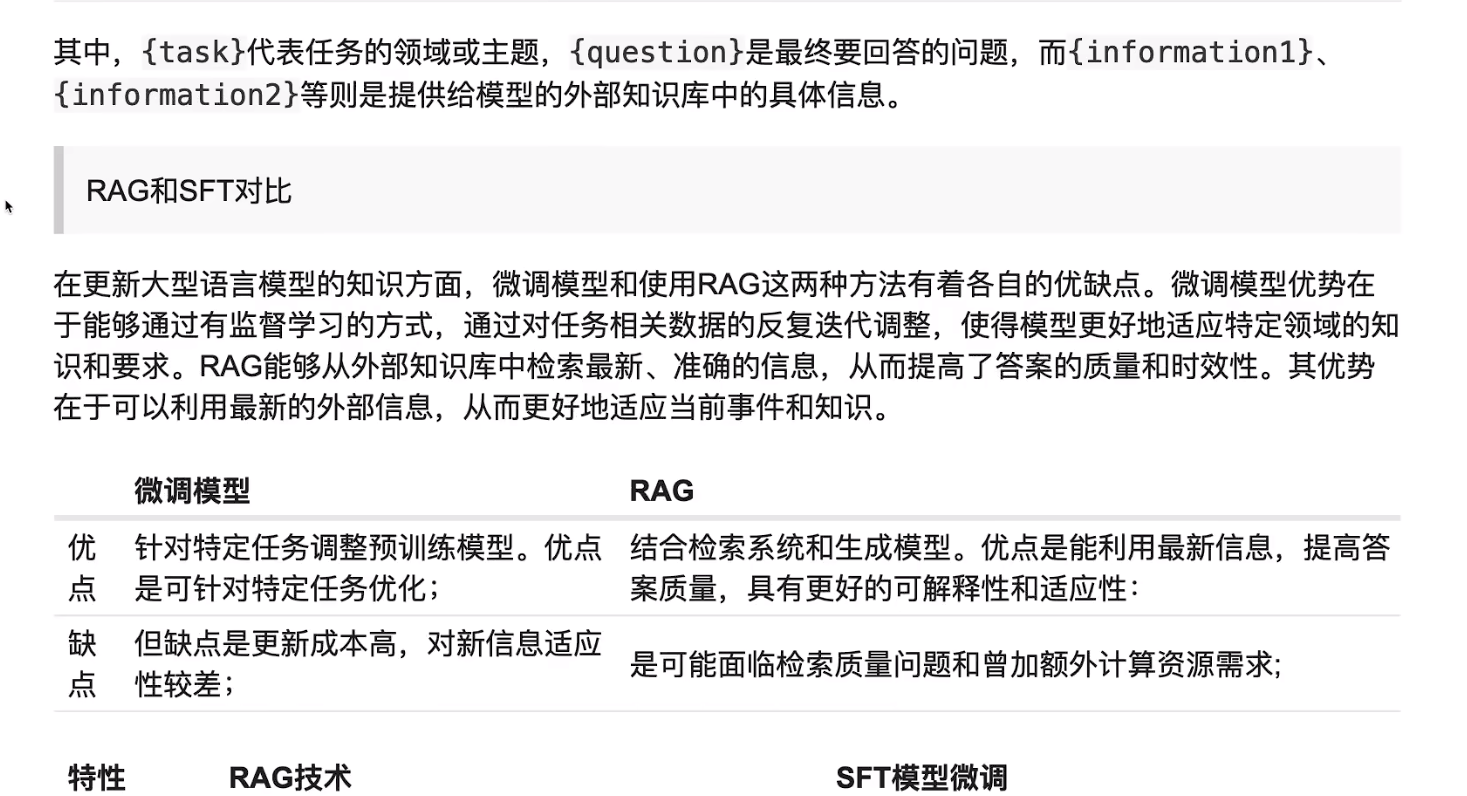 其中，{task}代表任务的领域或主题，{question}是最终要回答的问题，而{information1}、
{information2}等则是提供给模型的外部知识库中的具体信息。
RAG和SFT对比
在更新大型语言模型的知识方面，微调模型和使用RAG这两种方法有着各自的优缺点。微调模型优势在
于能够通过有监督学习的方式，通过对任务相关数据的反复迭代调整，使得模型更好地适应特定领域的知
识和要求。RAG能够从外部知识库中检索最新、准确的信息，从而提高了答案的质量和时效性。其优势
在于可以利用最新的外部信息，从而更好地适应当前事件和知识。
微调模型 RAG
优 针对特定任务调整预训练模型。优点 结合检索系统和生成模型。优点是能利用最新信息，提高答
点 是可针对特定任务优化； 案质量，具有更好的可解释性和适应性：
缺 但缺点是更新成本高，对新信息适应
是可能面临检索质量问题和曾加额外计算资源需求;
点 性较差；
特性 RAG技术 SFT模型微调